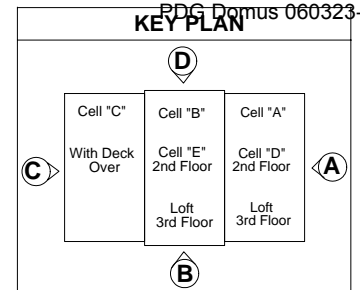 PDG Domus 060323-
KEY PLAN
D
Cell "C"
With Deck
Over
Cell "B"
Cell "E"
2nd Floor
Loft
3rd Floor
Cell "A"
Cell "D"
2nd Floor
Loft
3rd Floor
C
A
B